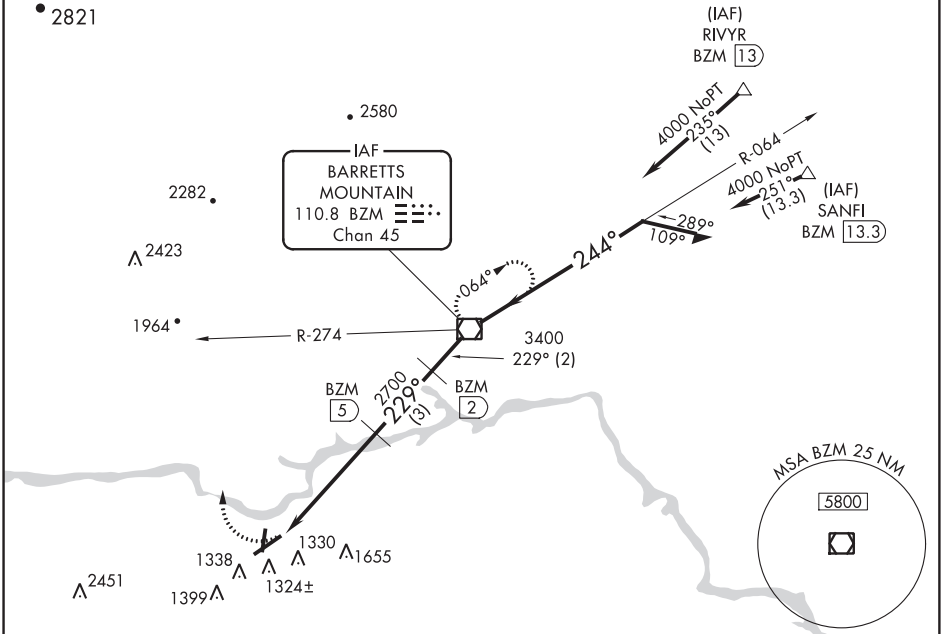 2821
(IAF)
RIVYR
BZM 13
4000 NoPT
235°
(13)
R-064
4000 NoPT
251°
(13.3)
(IAF)
SANFI
BZM 13.3
2580
IAF
BARRETTS
MOUNTAIN
110.8 BZM
Chan 45
2282
2423
289°
109°
244°
064°
1964
R-274
3400
229° (2)
BZM
5
2700
229°
(3)
BZM
2
MSA BZM 25 NM
5800
1330
1655
1338
1324±
2451
1399